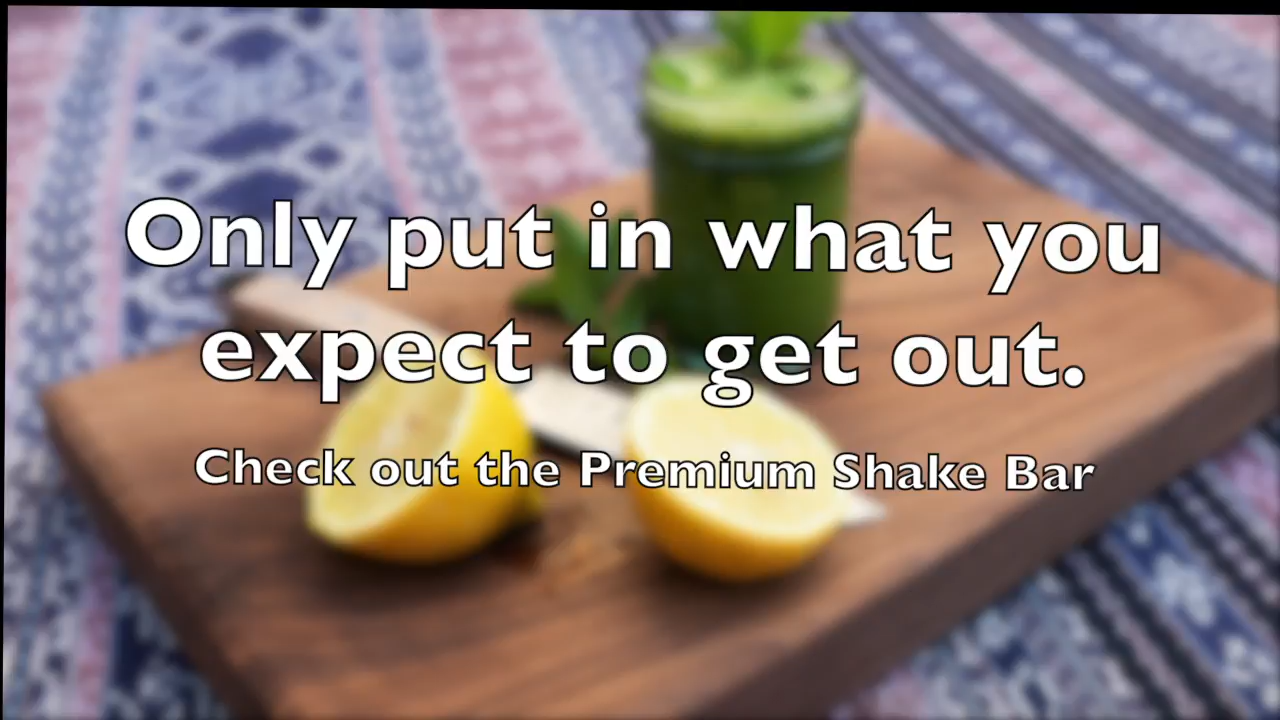 Only put in what you
expect to get out.
Check out the Premium Shake Bar